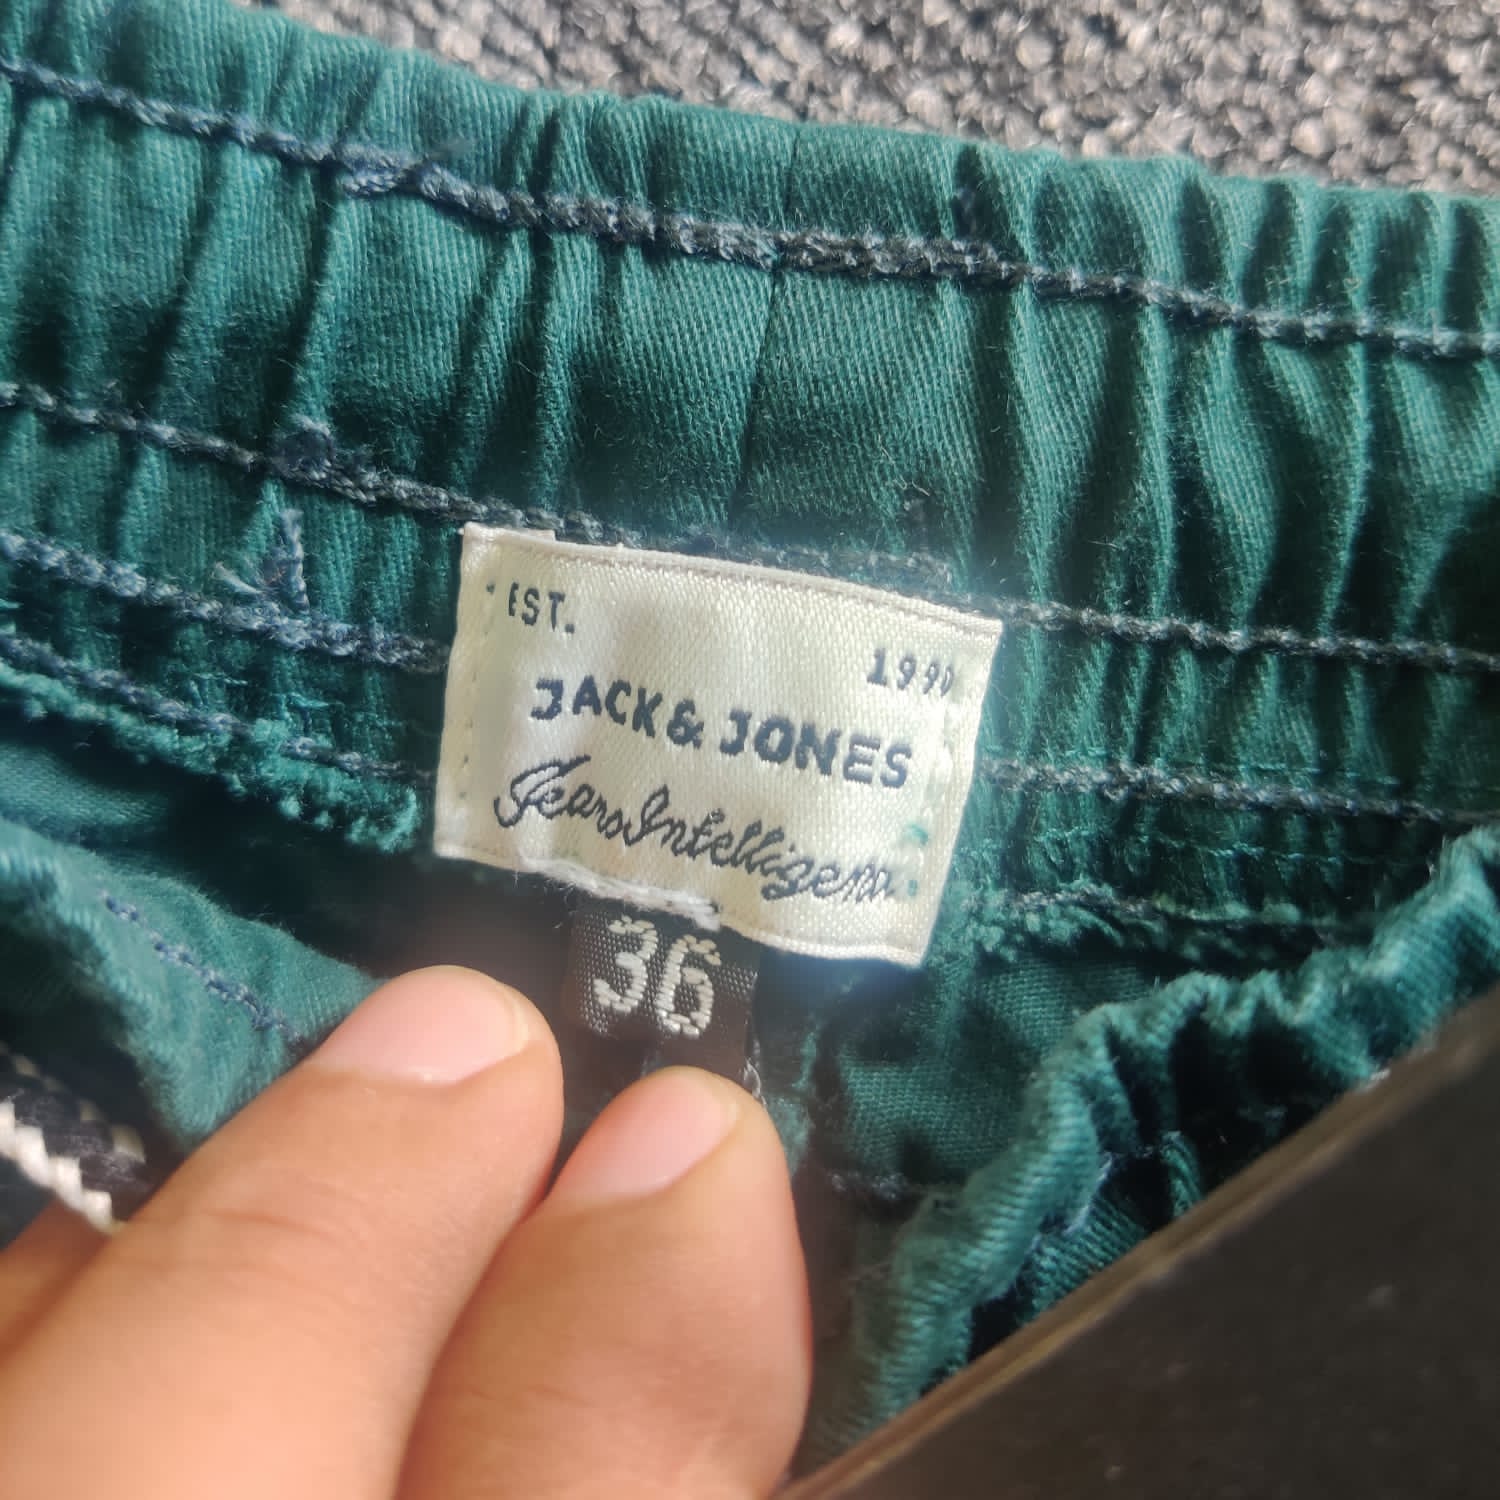 EST. 1990
JACK & JONES
Jeans Intelligence
36